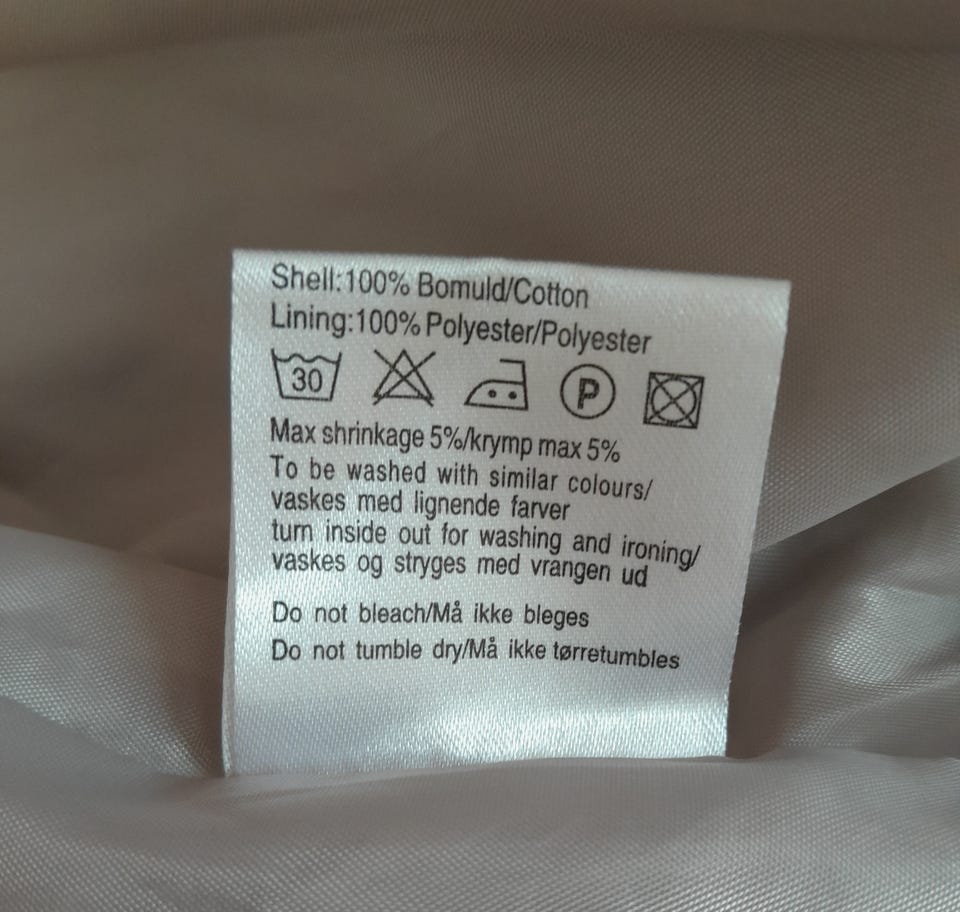 Shell:100% Bomuld/Cotton
Lining:100% Polyester/Polyester
30 P
Max shrinkage 5%/krymp max 5%
To be washed with similar colours/
vaskes med lignende farver
turn inside out for washing and ironing/
vaskes og stryges med vrangen ud
Do not bleach/Må ikke bleges
Do not tumble dry/Må ikke tørretumbles